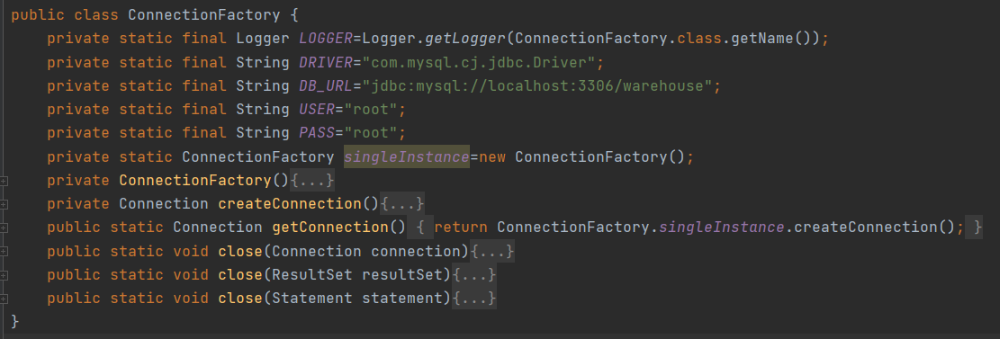 public class ConnectionFactory {
    private static final Logger LOGGER=Logger.getLogger(ConnectionFactory.class.getName());
    private static final String DRIVER="com.mysql.cj.jdbc.Driver";
    private static final String DB_URL="jdbc:mysql://localhost:3306/warehouse";
    private static final String USER="root";
    private static final String PASS="root";
    private static ConnectionFactory singleInstance=new ConnectionFactory();
    private ConnectionFactory(){...}
    private Connection createConnection(){...}
    public static Connection getConnection() { return ConnectionFactory.singleInstance.createConnection(); }
    public static void close(Connection connection){...}
    public static void close(ResultSet resultSet){...}
    public static void close(Statement statement){...}
}